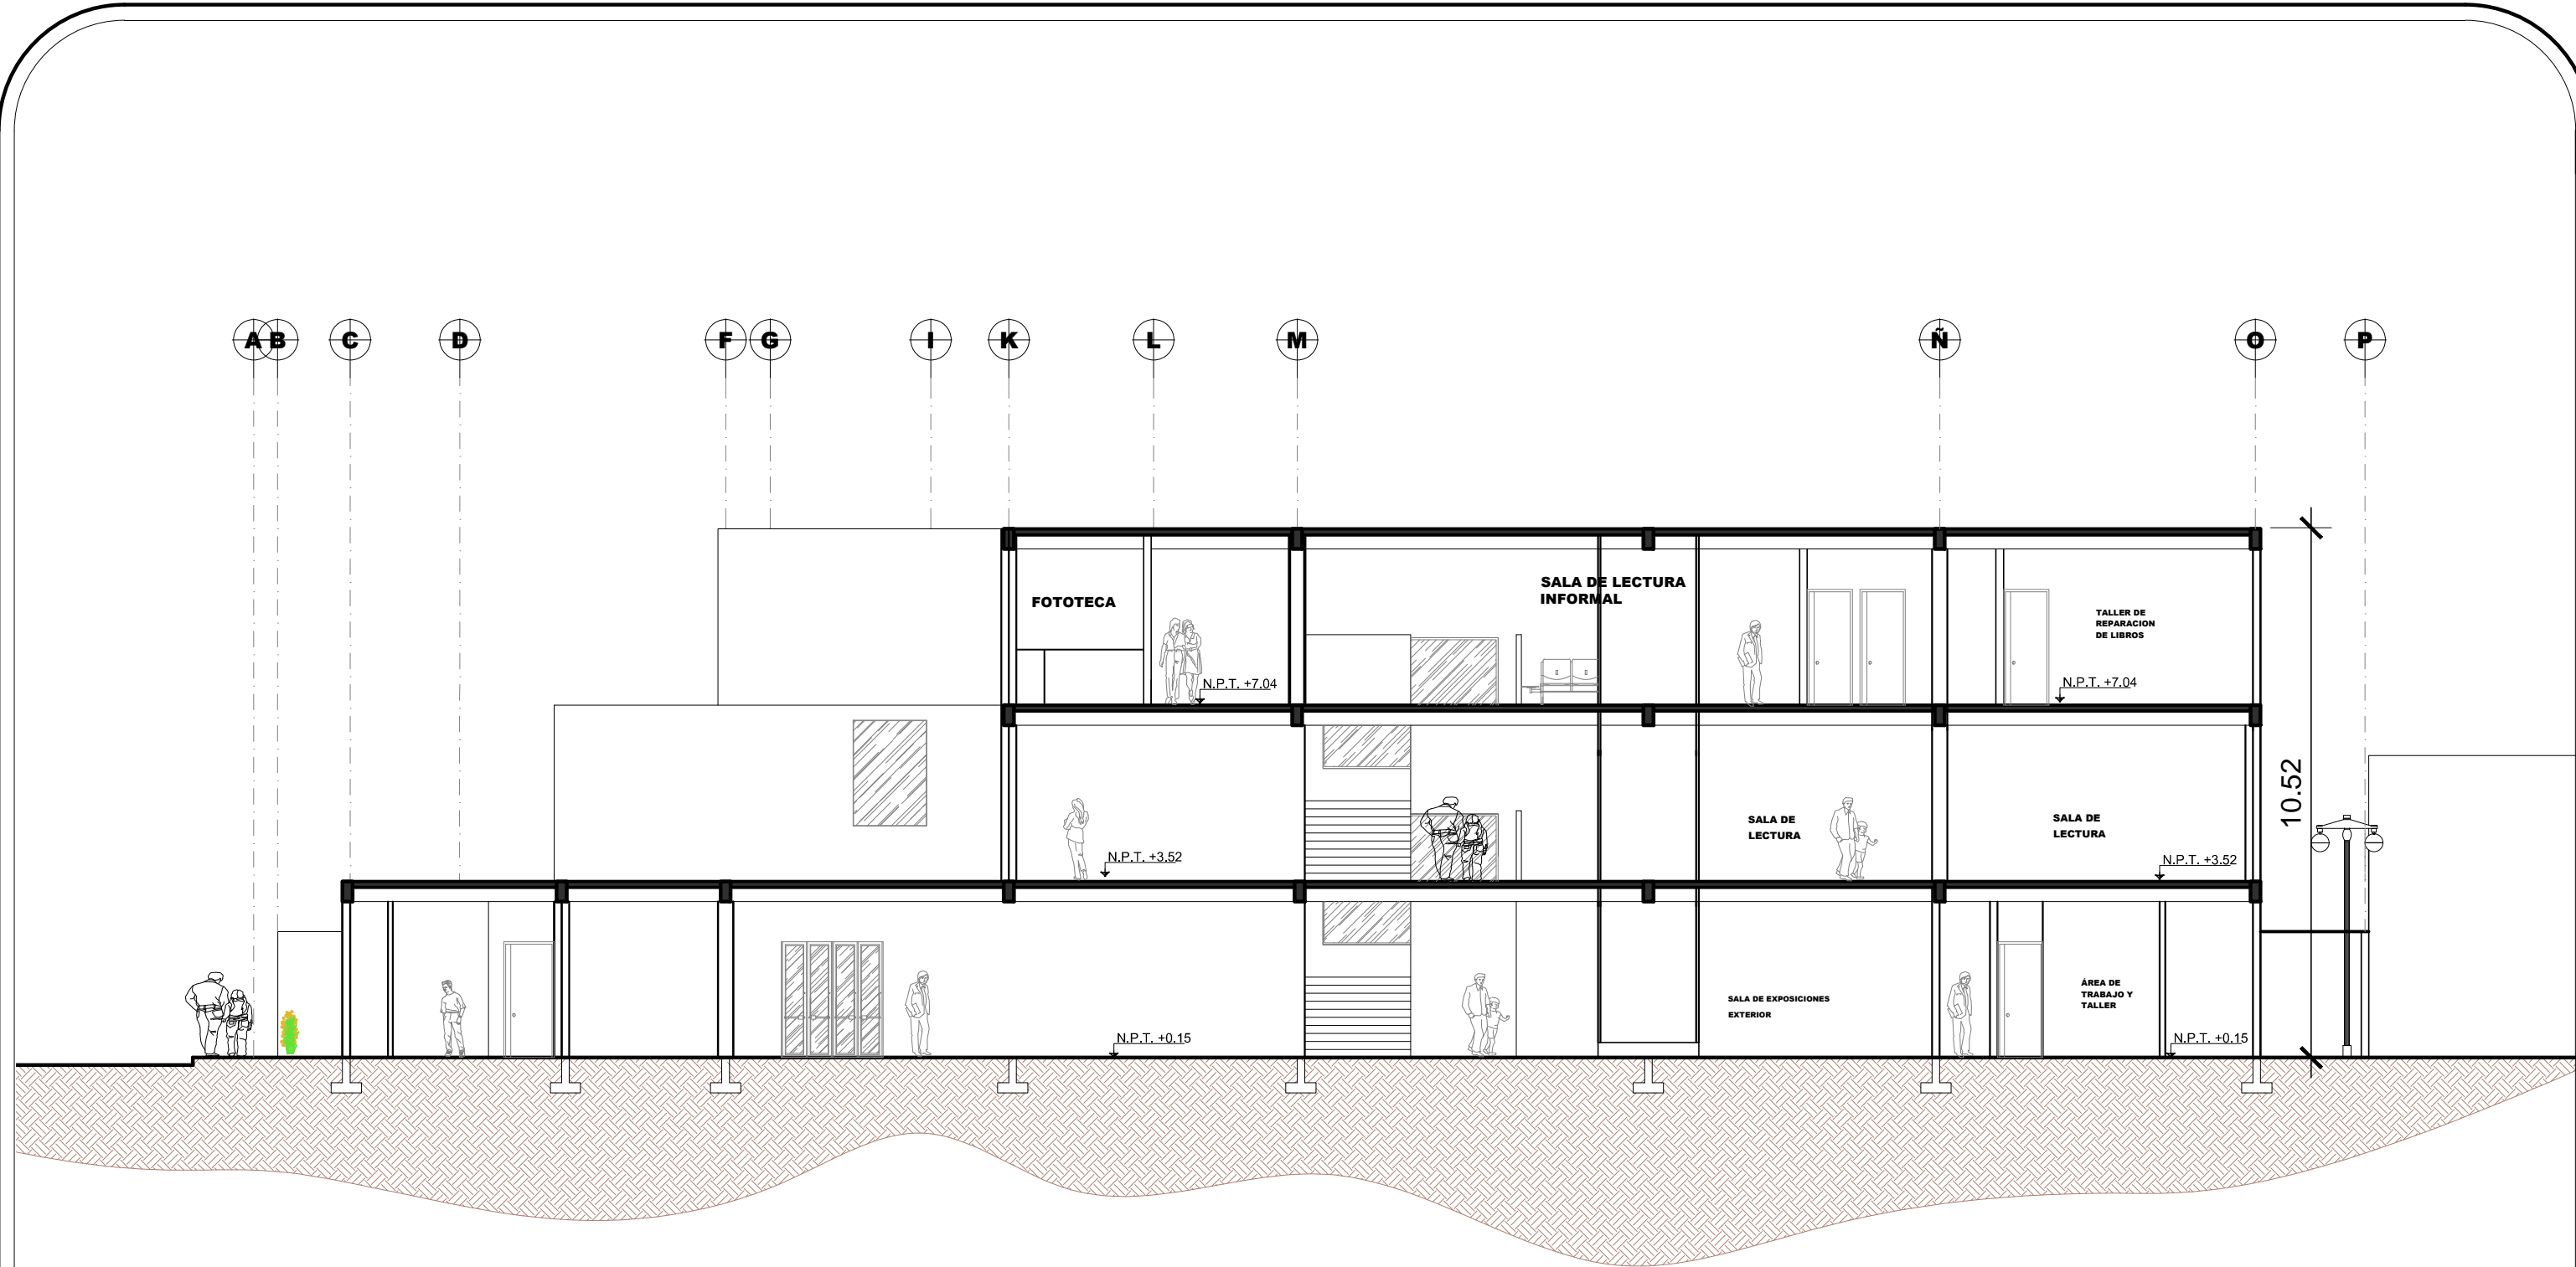 A B C D F G I K L M Ñ O P
FOTOTECA
SALA DE LECTURA
INFORMAL
TALLER DE
REPARACION
DE LIBROS
N.P.T. +7.04
N.P.T. +7.04
10.52
SALA DE
LECTURA
SALA DE
LECTURA
N.P.T. +3.52
N.P.T. +3.52
SALA DE EXPOSICIONES
EXTERIOR
ÁREA DE
TRABAJO Y
TALLER
N.P.T. +0.15
N.P.T. +0.15